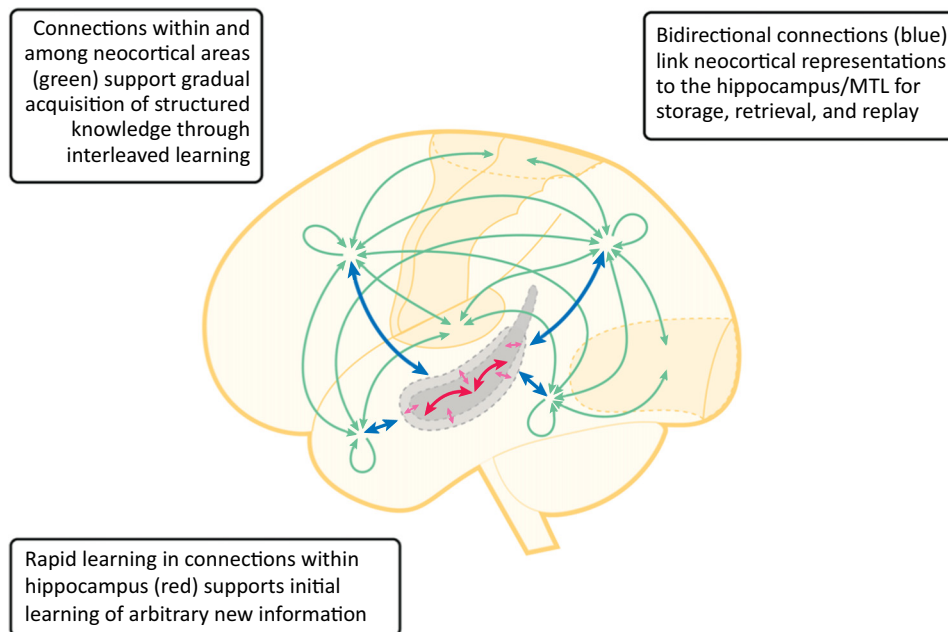 Connections within and
among neocortical areas
(green) support gradual
acquisition of structured
knowledge through
interleaved learning
Bidirectional connections (blue)
link neocortical representations
to the hippocampus/MTL for
storage, retrieval, and replay
Rapid learning in connections within
hippocampus (red) supports initial
learning of arbitrary new information